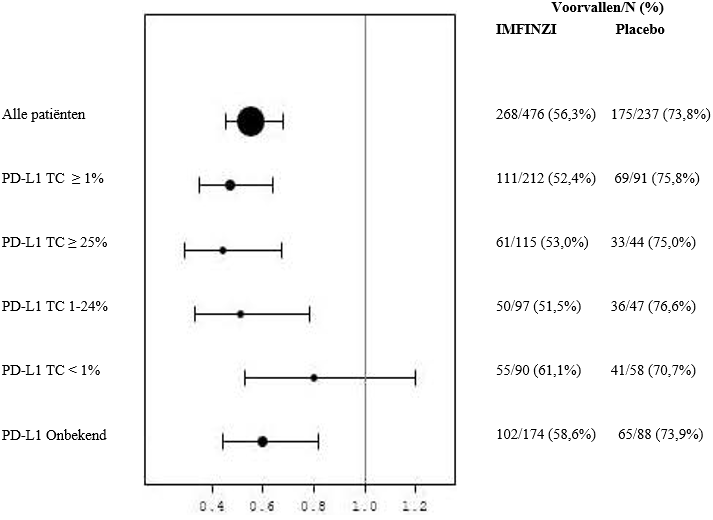 Voorvallen/N (%)
IMFINZI Placebo
Alle patiënten 268/476 (56,3%) 175/237 (73,8%)
PD-L1 TC ≥ 1% 111/212 (52,4%) 69/91 (75,8%)
PD-L1 TC ≥ 25% 61/115 (53,0%) 33/44 (75,0%)
PD-L1 TC 1-24% 50/97 (51,5%) 36/47 (76,6%)
PD-L1 TC < 1% 55/90 (61,1%) 41/58 (70,7%)
PD-L1 Onbekend 102/174 (58,6%) 65/88 (73,9%)
0.4 0.6 0.8 1.0 1.2